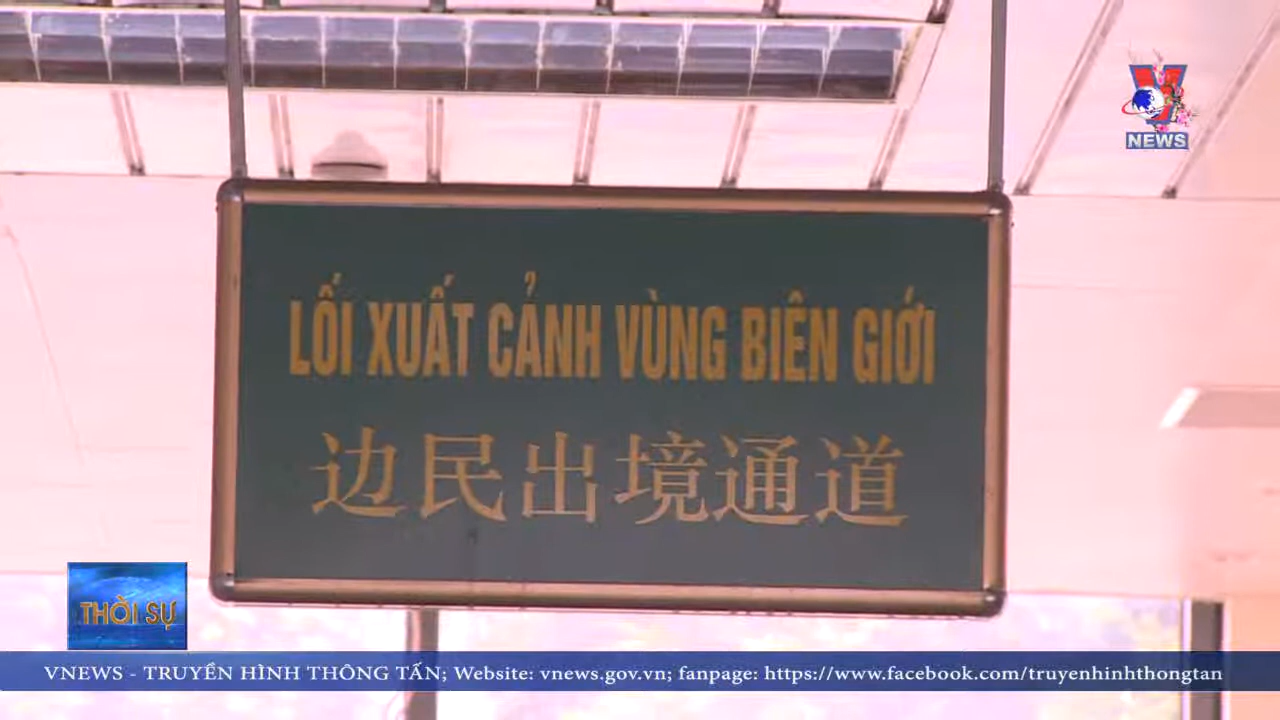 NEWS
LỐI XUẤT CẢNH VÙNG BIÊN GIỚI
边民出境通道
THỜI SỰ
VNEWS - TRUYỀN HÌNH THÔNG TẤN; Website: vnews.gov.vn; fanpage: https://www.facebook.com/truyenhinhthongtan